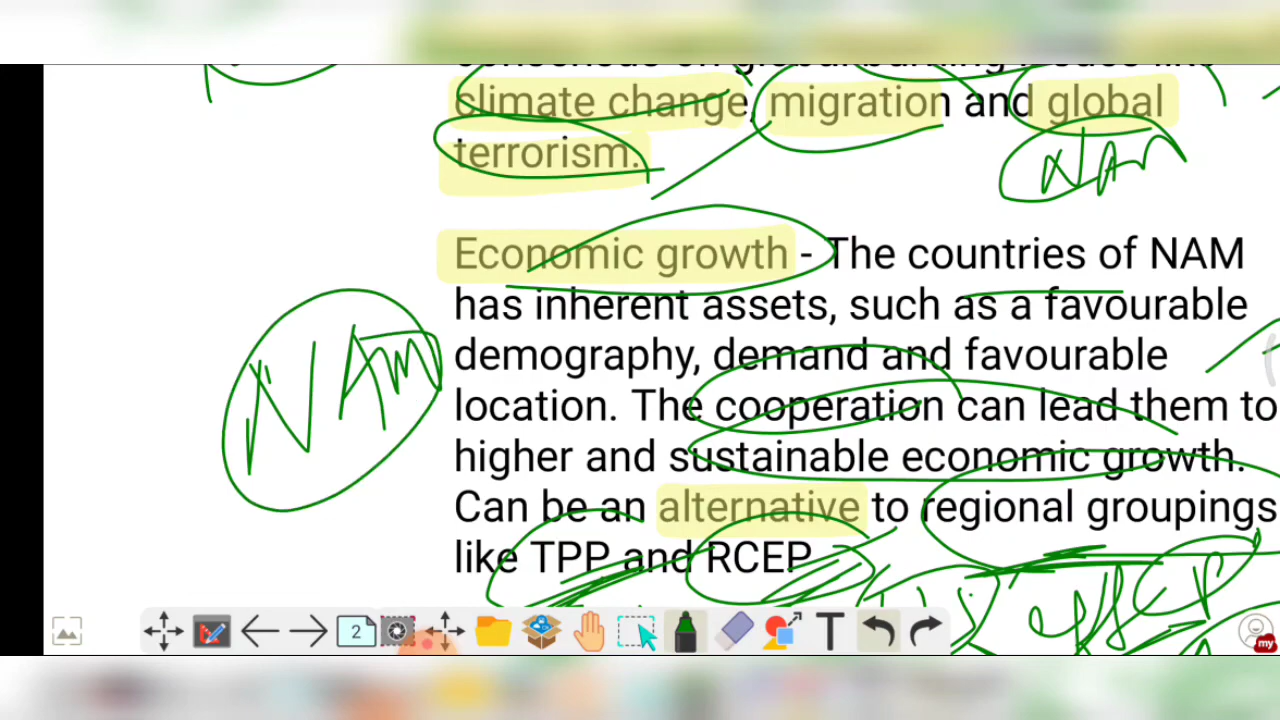 climate change, migration and global
terrorism.
NAM
Economic growth - The countries of NAM
has inherent assets, such as a favourable
demography, demand and favourable
location. The cooperation can lead them to
higher and sustainable economic growth.
Can be an alternative to regional groupings
like TPP and RCEP
NAM
2
T
my